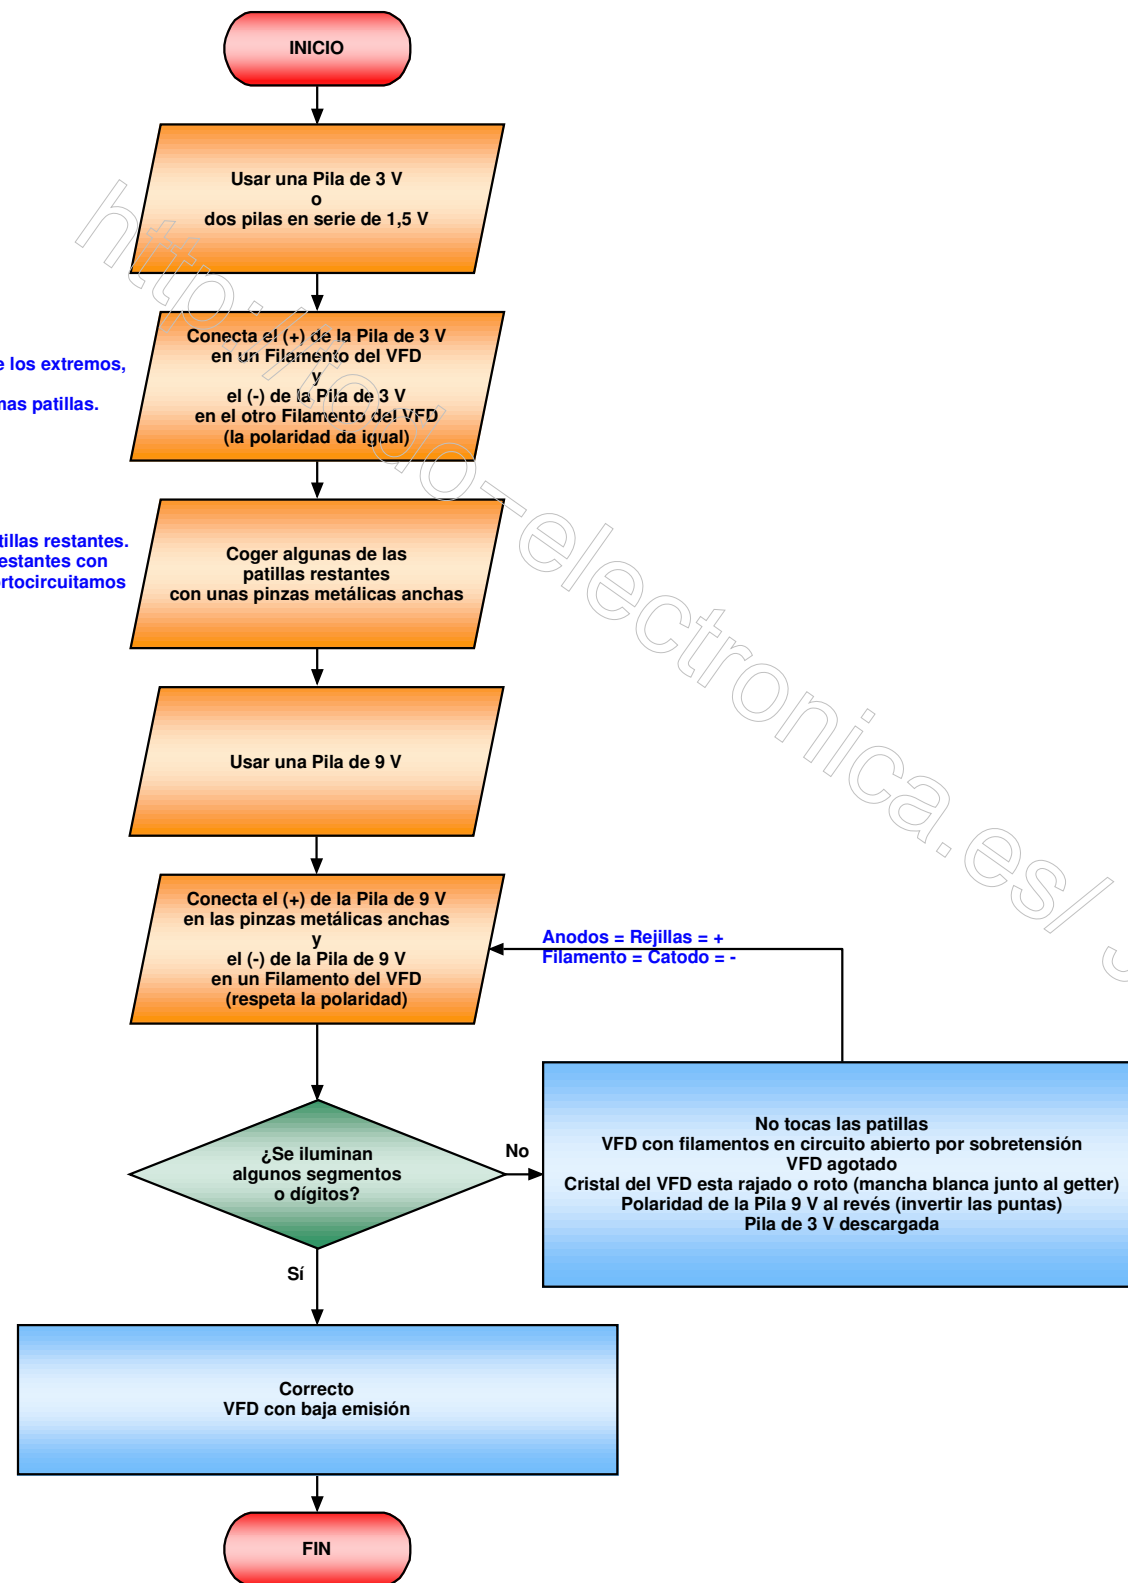 INICIO
Usar una Pila de 3 V
o
dos pilas en serie de 1,5 V
Conecta el (+) de la Pila de 3 V
en un Filamento del VFD
y
el (-) de la Pila de 3 V
en el otro Filamento del VFD
(la polaridad da igual)
e los extremos,
mas patillas.
Coger algunas de las
patillas restantes
con unas pinzas metálicas anchas
tillas restantes.
estantes con
rtocircuitamos
Usar una Pila de 9 V
Conecta el (+) de la Pila de 9 V
en las pinzas metálicas anchas
y
el (-) de la Pila de 9 V
en un Filamento del VFD
(respeta la polaridad)
Anodos = Rejillas = +
Filamento = Catodo = -
¿Se iluminan
algunos segmentos
o dígitos?
No
No tocas las patillas
VFD con filamentos en circuito abierto por sobretensión
VFD agotado
Cristal del VFD esta rajado o roto (mancha blanca junto al getter)
Polaridad de la Pila 9 V al revés (invertir las puntas)
Pila de 3 V descargada
Sí
Correcto
VFD con baja emisión
FIN
http://todo-electronica.es/